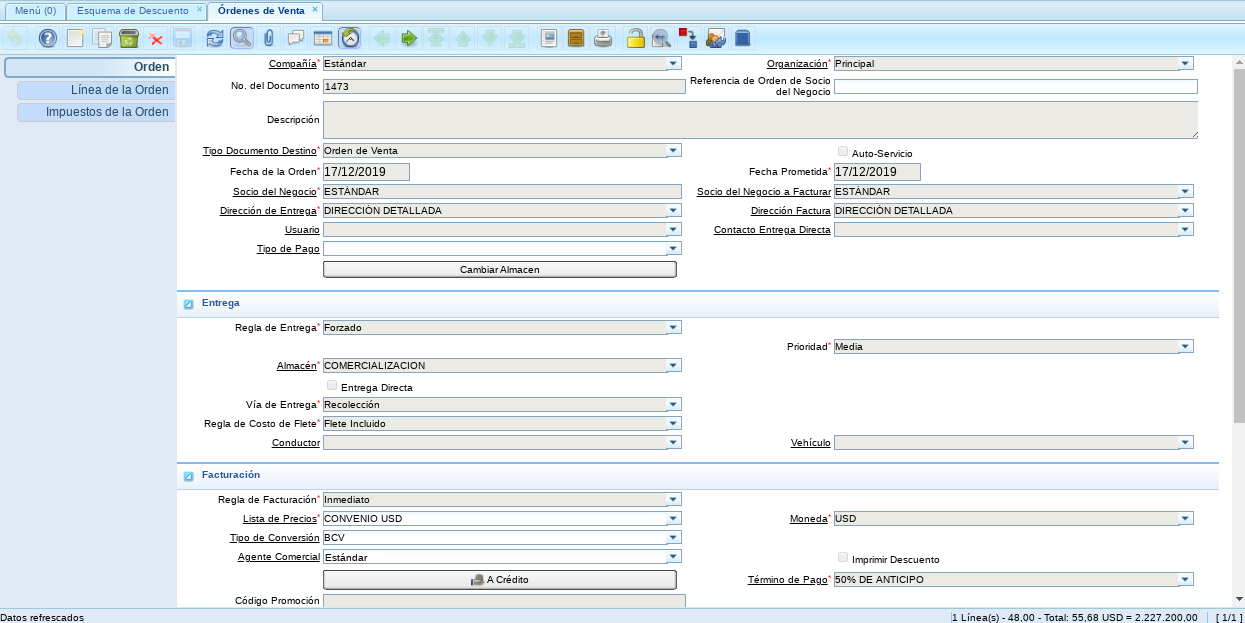 Menú (0) Esquema de Descuento × Órdenes de Venta ×
Orden
Línea de la Orden
Impuestos de la Orden
Compañía* Estándar Organización* Principal
No. del Documento 1473 Referencia de Orden de Socio
del Negocio
Descripción
Tipo Documento Destino* Orden de Venta Auto-Servicio
Fecha de la Orden* 17/12/2019 Fecha Prometida* 17/12/2019
Socio del Negocio* ESTÁNDAR Socio del Negocio a Facturar ESTÁNDAR
Dirección de Entrega* DIRECCIÓN DETALLADA Dirección Factura DIRECCIÓN DETALLADA
Usuario Contacto Entrega Directa
Tipo de Pago
Cambiar Almacen
Entrega
Regla de Entrega* Forzado
Prioridad* Media
Almacén* COMERCIALIZACION
Entrega Directa
Vía de Entrega* Recolección
Regla de Costo de Flete* Flete Incluido
Conductor Vehículo
Facturación
Regla de Facturación* Inmediato
Lista de Precios* CONVENIO USD Moneda* USD
Tipo de Conversión BCV
Agente Comercial Estándar Imprimir Descuento
A Crédito Término de Pago* 50% DE ANTICIPO
Código Promoción
Datos refrescados 1 Línea(s) - 48,00 - Total: 55,68 USD = 2.227.200,00 [ 1/1 ]